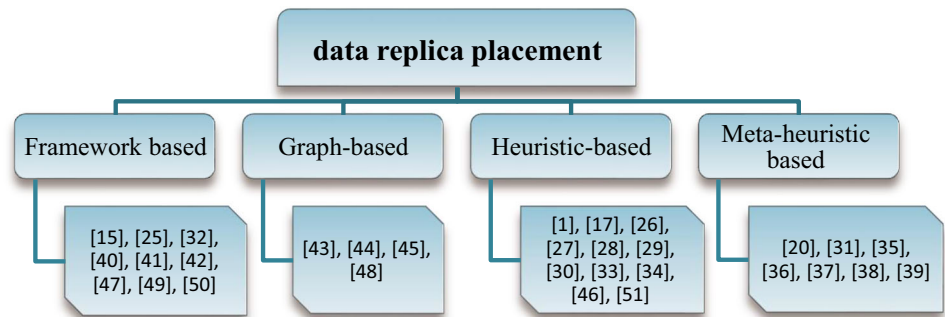 data replica placement
Framework based
Graph-based
Heuristic-based
Meta-heuristic
based
[15], [25], [32],
[40], [41], [42],
[47], [49], [50]
[43], [44], [45],
[48]
[1], [17], [26],
[27], [28], [29],
[30], [33], [34],
[46], [51]
[20], [31], [35],
[36], [37], [38], [39]